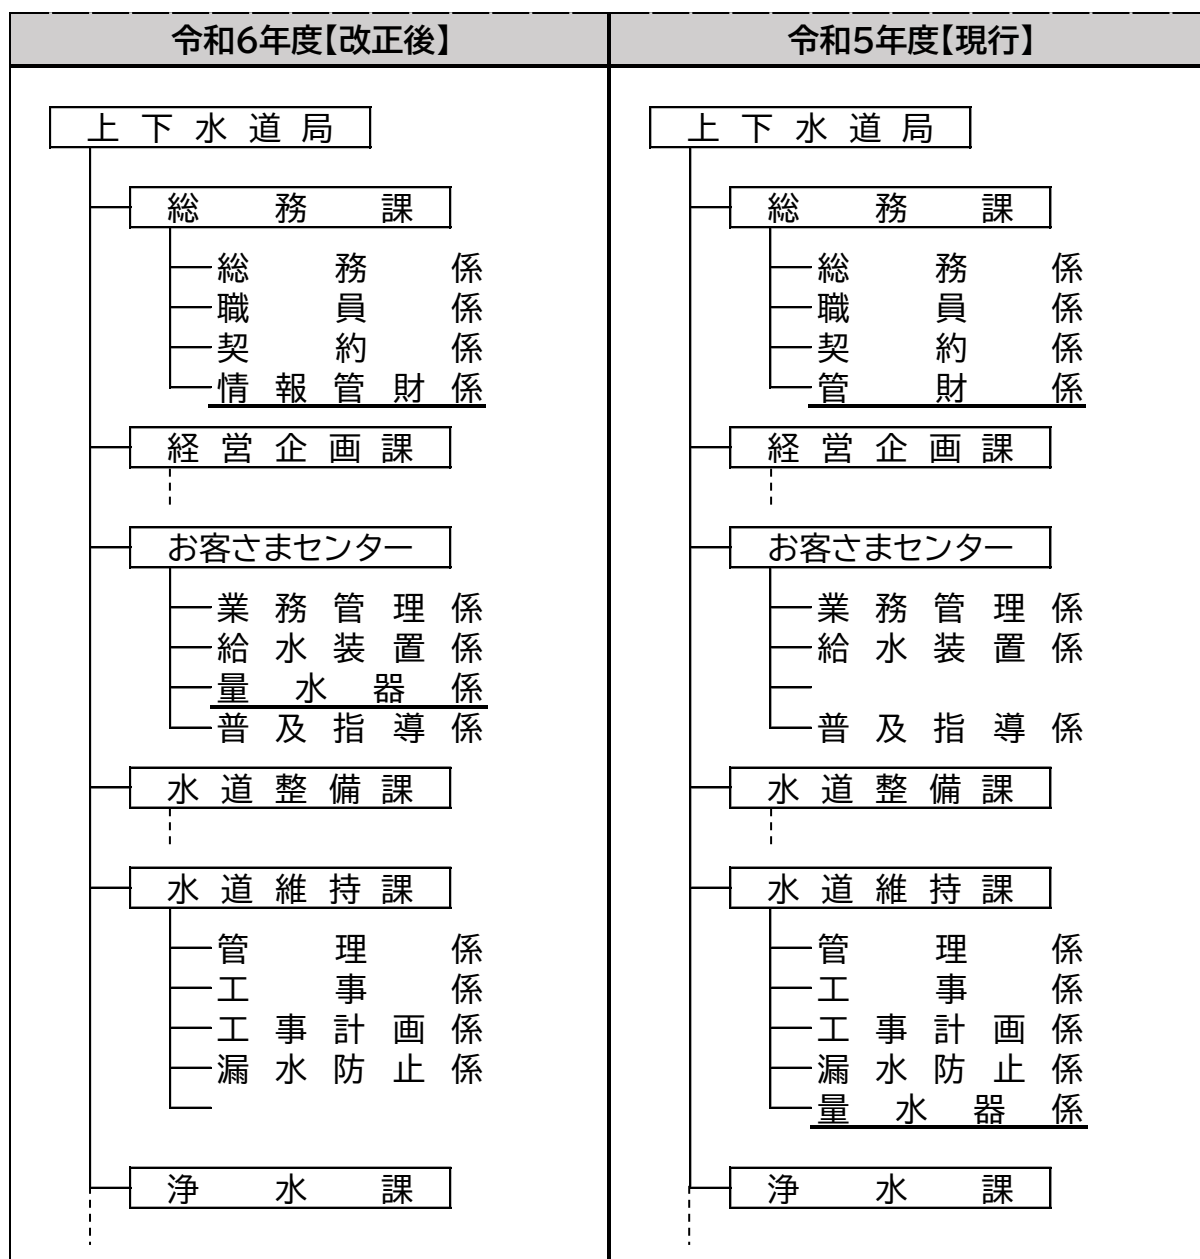 令和6年度【改正後】
上下水道局
総務課
総務係
職員係
契約係
情報管財係
経営企画課
お客さまセンター
業務管理係
給水装置係
量水器係
普及指導係
水道整備課
水道維持課
管理係
工事係
工事計画係
漏水防止係
浄水課
令和5年度【現行】
上下水道局
総務課
総務係
職員係
契約係
管財係
経営企画課
お客さまセンター
業務管理係
給水装置係
普及指導係
水道整備課
水道維持課
管理係
工事係
工事計画係
漏水防止係
量水器係
浄水課